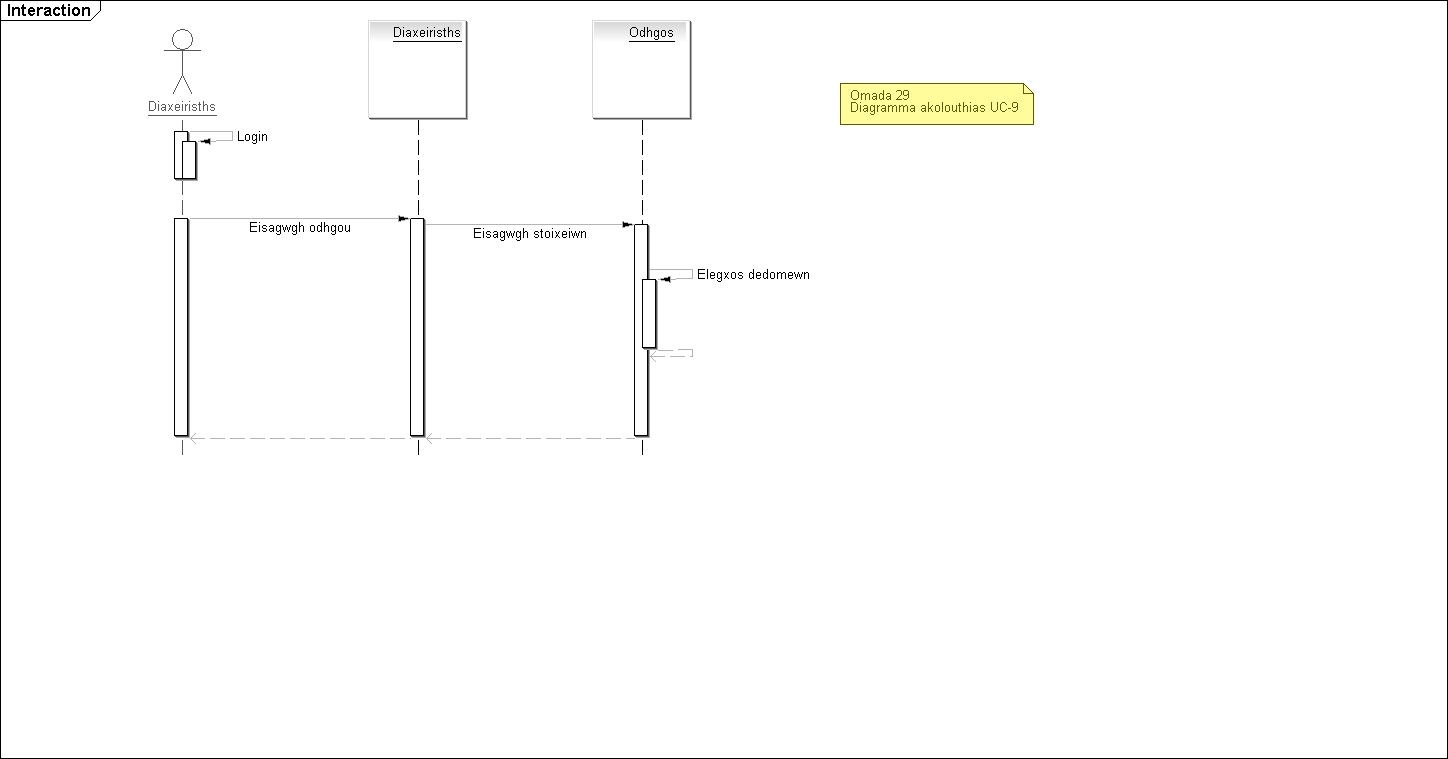 Interaction
Diaxeirisths
Odhgos
Diaxeirisths
Omada 29
Diagramma akolouthias UC-9
Login
Eisagwgh odhgou
Eisagwgh stoixeiwn
Elegxos dedomewn